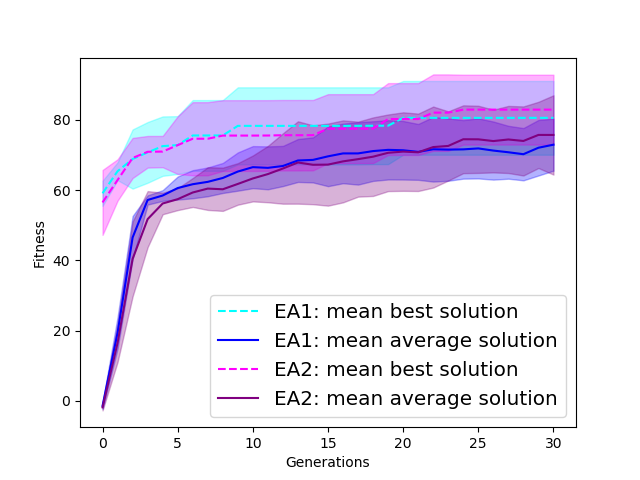 80
60
40
20
0
Fitness
EA1: mean best solution
EA1: mean average solution
EA2: mean best solution
EA2: mean average solution
0 5 10 15 20 25 30
Generations